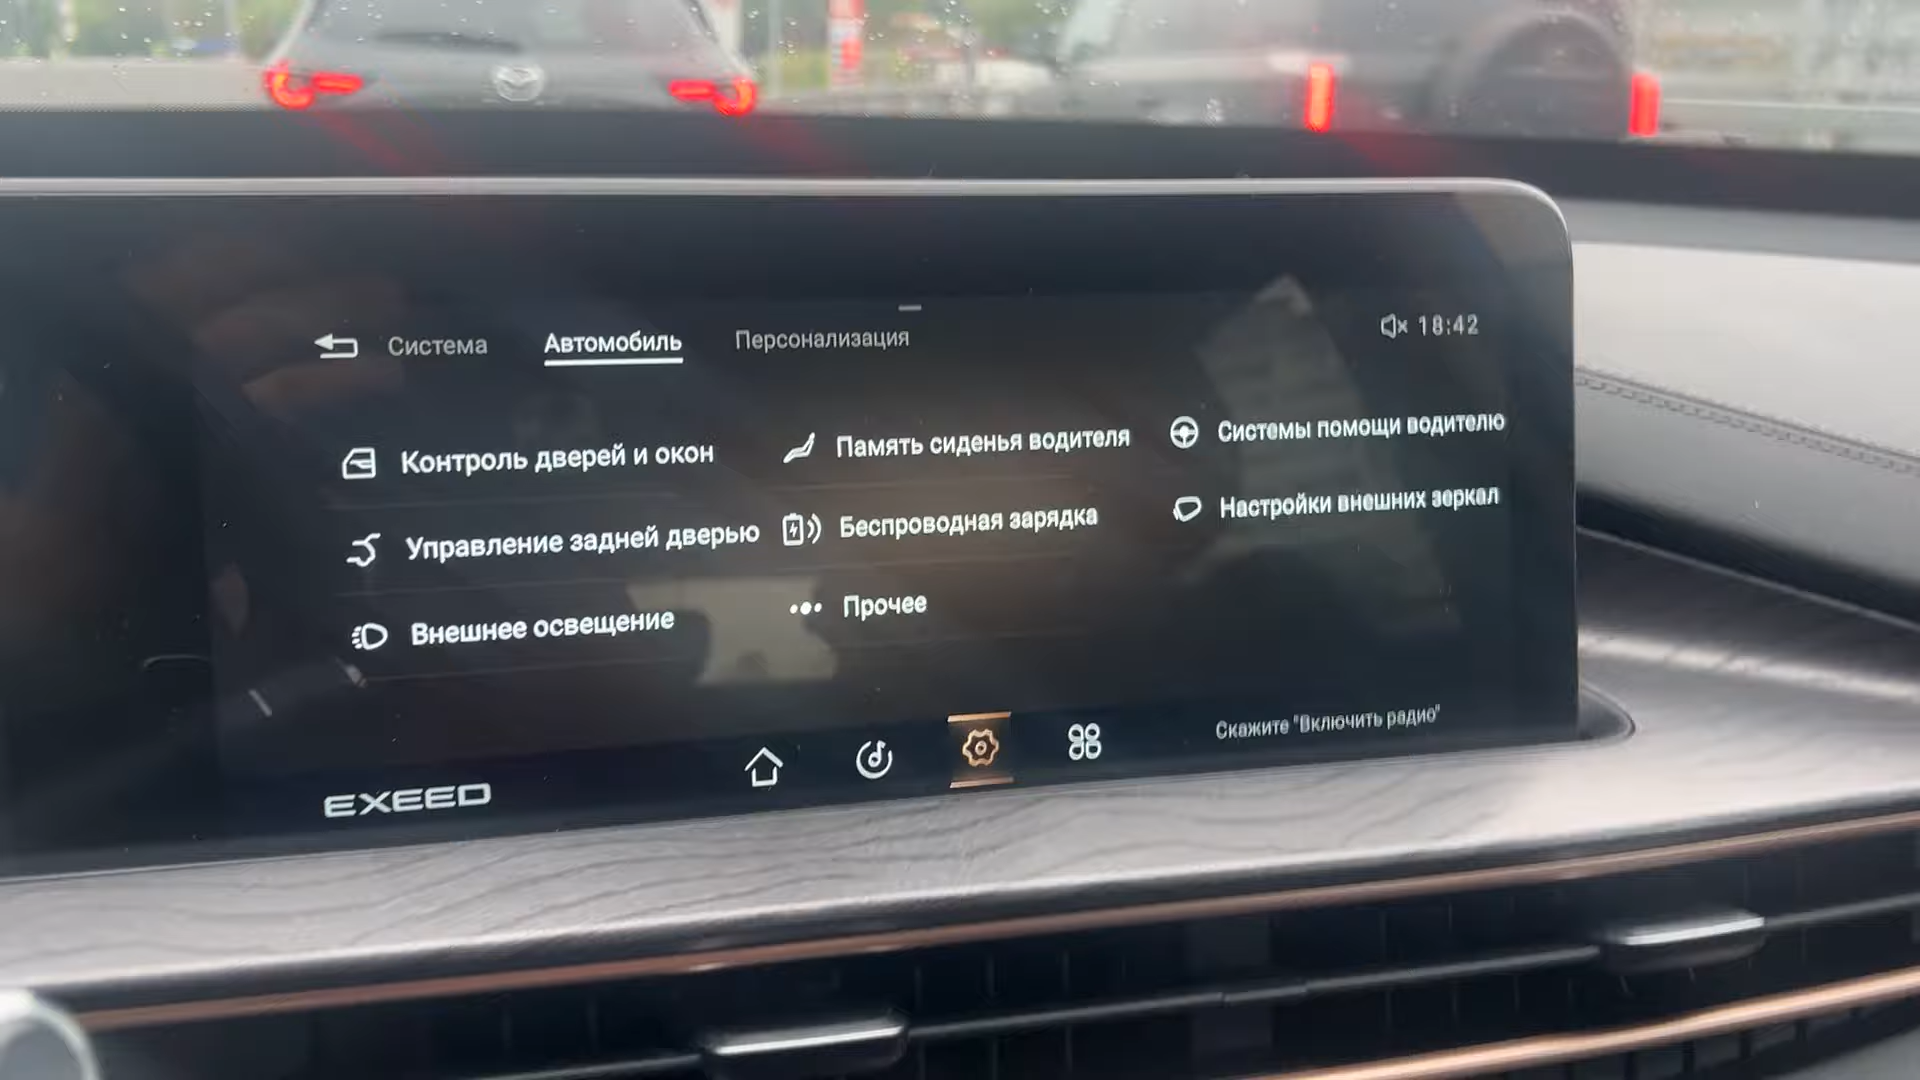 Система Автомобиль Персонализация 18:42
Контроль дверей и окон Память сиденья водителя Системы помощи водителю
Управление задней дверью Беспроводная зарядка Настройки внешних зеркал
Внешнее освещение Прочее
Скажите "Включить радио"
EXEED